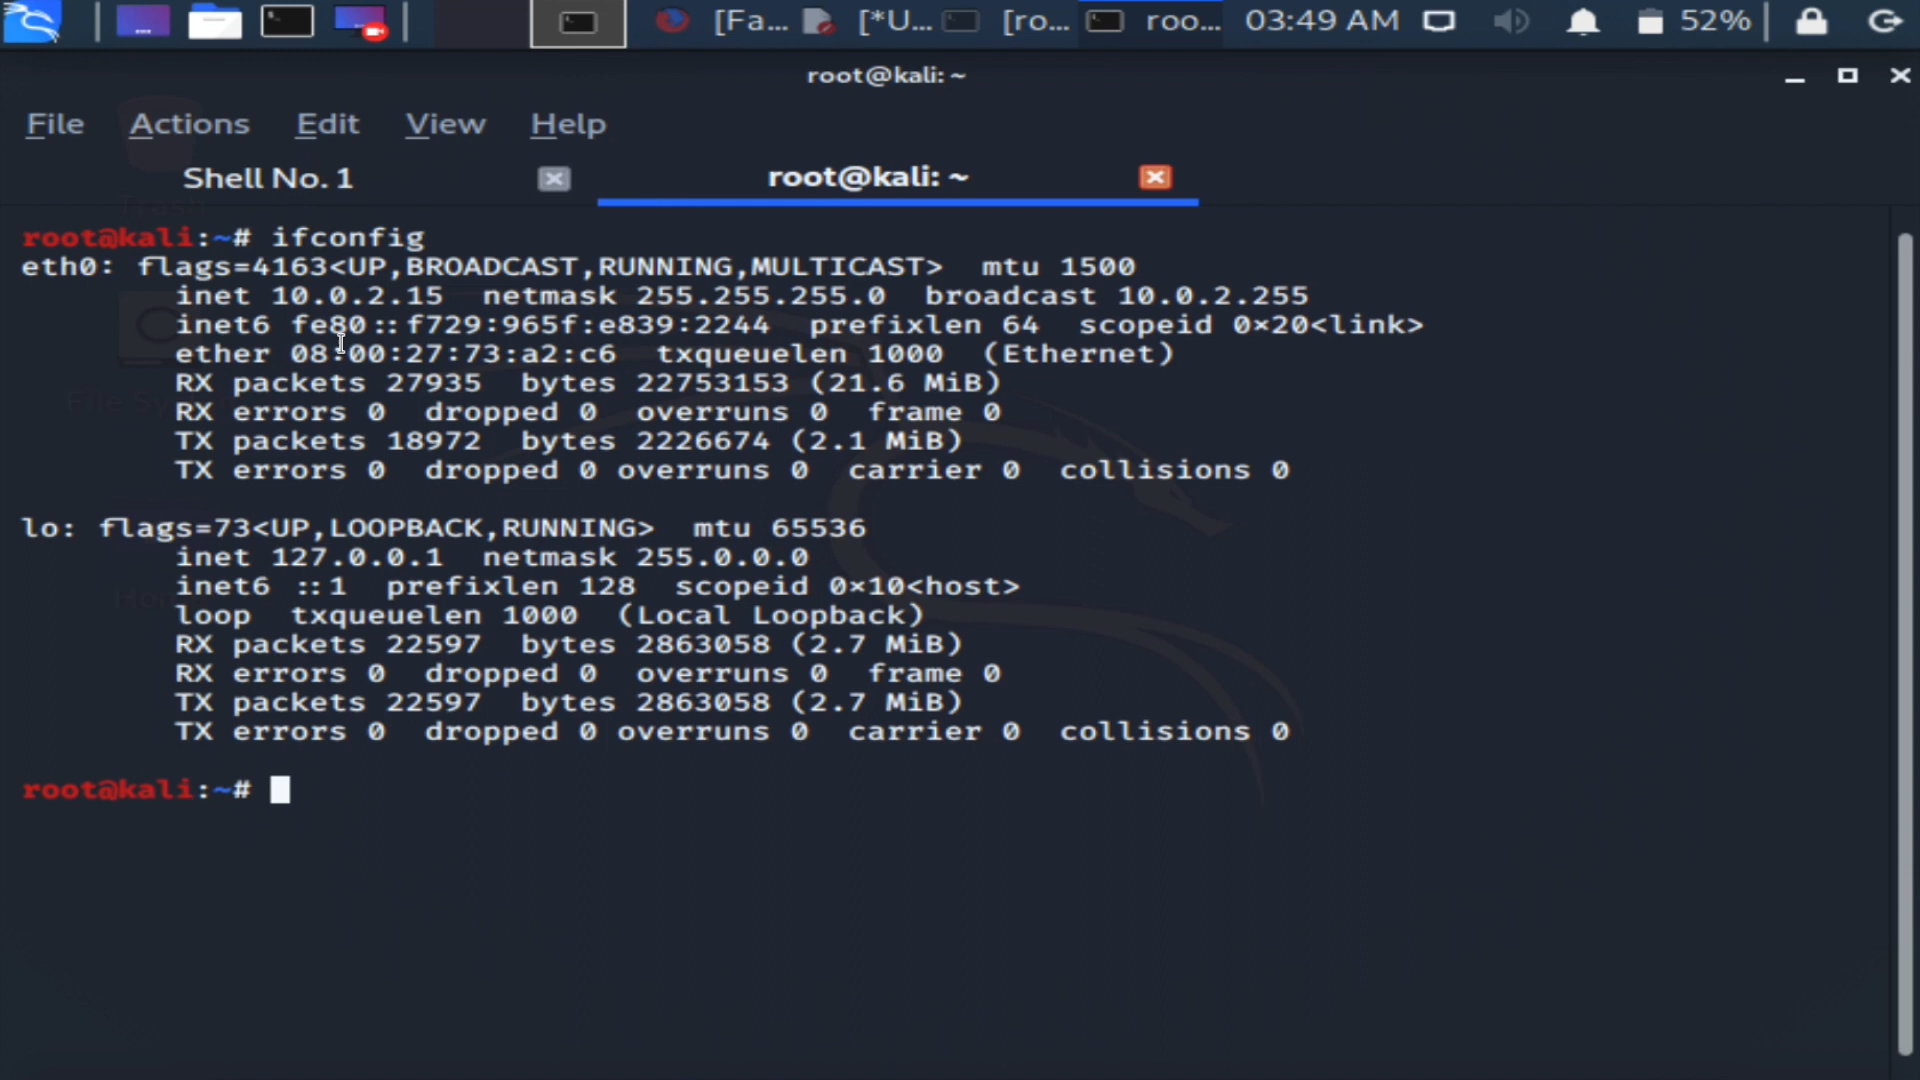 [Fa... [*U... [ro... roo... 03:49 AM 52%
root@kali: ~
File Actions Edit View Help
Shell No. 1 root@kali: ~
Trash
root@kali:~# ifconfig
eth0: flags=4163<UP,BROADCAST,RUNNING,MULTICAST>  mtu 1500
        inet 10.0.2.15  netmask 255.255.255.0  broadcast 10.0.2.255
        inet6 fe80::f729:965f:e839:2244  prefixlen 64  scopeid 0×20<link>
        ether 08:00:27:73:a2:c6  txqueuelen 1000  (Ethernet)
        RX packets 27935  bytes 22753153 (21.6 MiB)
        RX errors 0  dropped 0  overruns 0  frame 0
        TX packets 18972  bytes 2226674 (2.1 MiB)
        TX errors 0  dropped 0 overruns 0  carrier 0  collisions 0
lo: flags=73<UP,LOOPBACK,RUNNING>  mtu 65536
        inet 127.0.0.1  netmask 255.0.0.0
        inet6 ::1  prefixlen 128  scopeid 0×10<host>
        loop  txqueuelen 1000  (Local Loopback)
        RX packets 22597  bytes 2863058 (2.7 MiB)
        RX errors 0  dropped 0  overruns 0  frame 0
        TX packets 22597  bytes 2863058 (2.7 MiB)
        TX errors 0  dropped 0 overruns 0  carrier 0  collisions 0
root@kali:~#